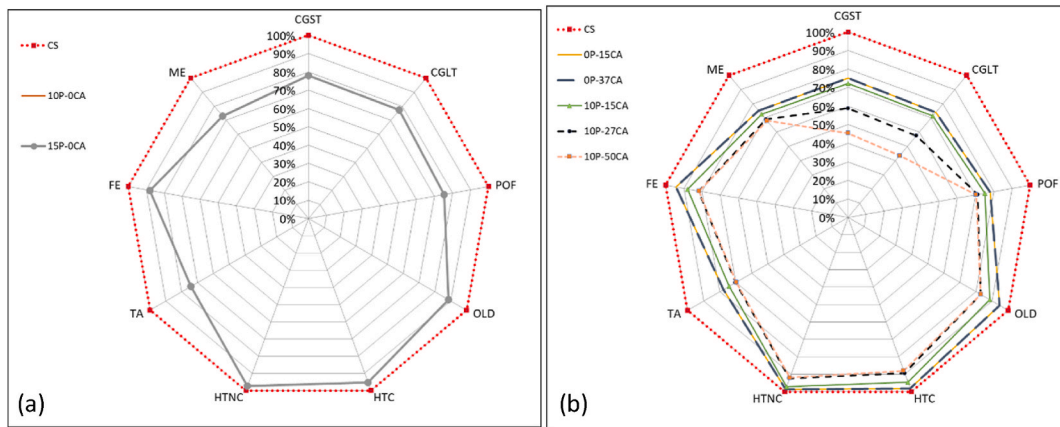 CS
10P-0CA
15P-0CA
CGST
CGLT
POF
OLD
HTC
HTNC
TA
FE
ME
100%
90%
80%
70%
60%
50%
40%
30%
20%
10%
0%
(a)
CS
0P-15CA
0P-37CA
10P-15CA
10P-27CA
10P-50CA
CGST
CGLT
POF
OLD
HTC
HTNC
TA
FE
ME
100%
90%
80%
70%
60%
50%
40%
30%
20%
10%
0%
(b)